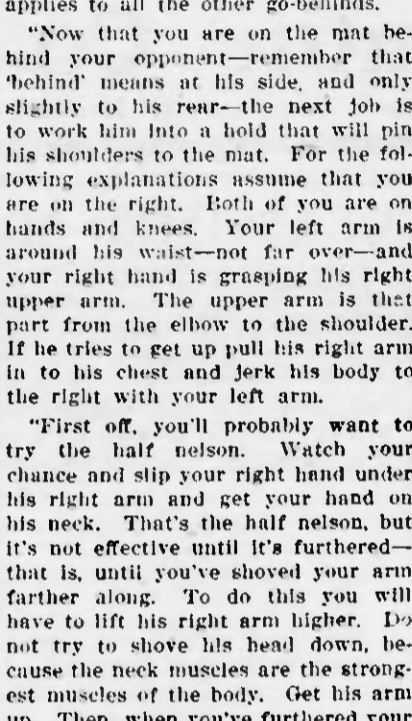 applies to all the other go-behinds.
"Now that you are on the mat be-
hind your opponent—remember that
'behind' means at his side, and only
slightly to his rear—the next job is
to work him into a hold that will pin
his shoulders to the mat. For the fol-
lowing explanations assume that you
are on the right. Both of you are on
hands and knees. Your left arm is
around his waist—not far over—and
your right hand is grasping his right
upper arm. The upper arm is that
part from the elbow to the shoulder.
If he tries to get up pull his right arm
in to his chest and jerk his body to
the right with your left arm.
"First off, you'll probably want to
try the half nelson. Watch your
chance and slip your right hand under
his right arm and get your hand on
his neck. That's the half nelson, but
it's not effective until it's furthered—
that is, until you've shoved your arm
farther along. To do this you will
have to lift his right arm higher. Do
not try to shove his head down, be-
cause the neck muscles are the strong-
est muscles of the body. Get his arm
up. Then, when you've furthered your